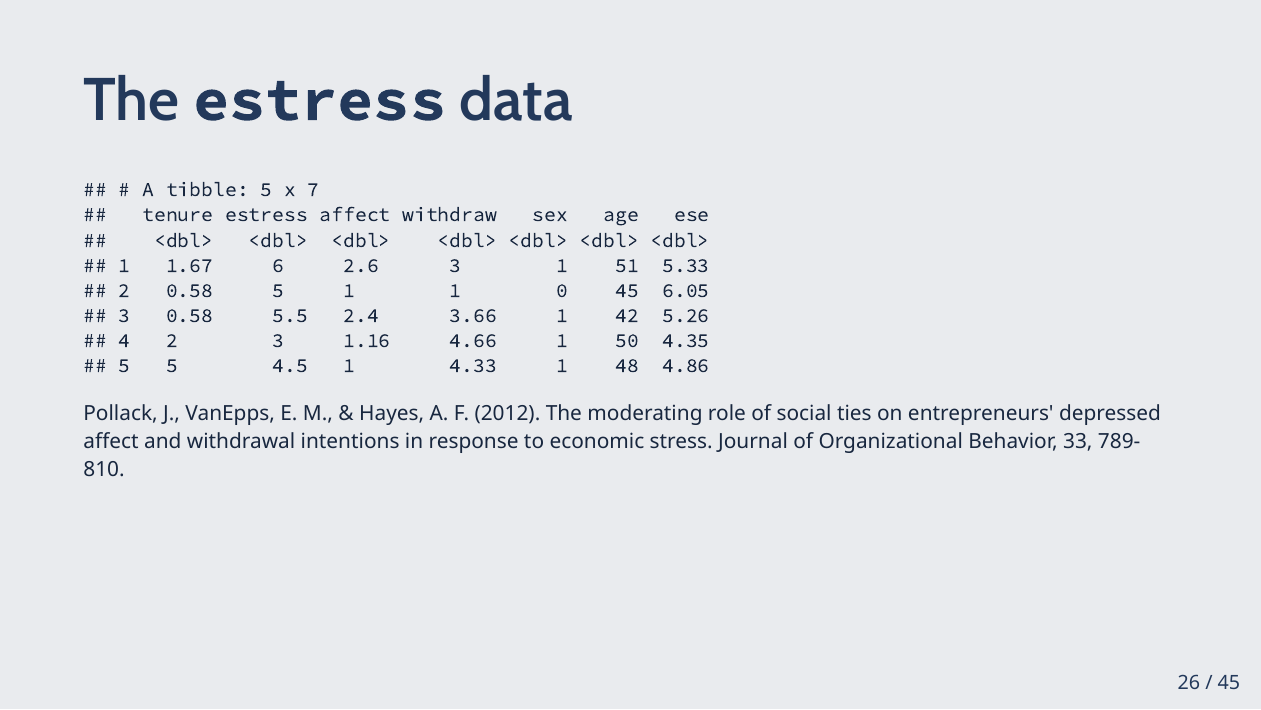 The estress data
## # A tibble: 5 x 7
##   tenure estress affect withdraw   sex   age   ese
##    <dbl>   <dbl>  <dbl>    <dbl> <dbl> <dbl> <dbl>
## 1   1.67     6     2.6      3        1    51  5.33
## 2   0.58     5     1        1        0    45  6.05
## 3   0.58     5.5   2.4      3.66     1    42  5.26
## 4   2        3     1.16     4.66     1    50  4.35
## 5   5        4.5   1        4.33     1    48  4.86
Pollack, J., VanEpps, E. M., & Hayes, A. F. (2012). The moderating role of social ties on entrepreneurs' depressed
affect and withdrawal intentions in response to economic stress. Journal of Organizational Behavior, 33, 789-
810.
26 / 45